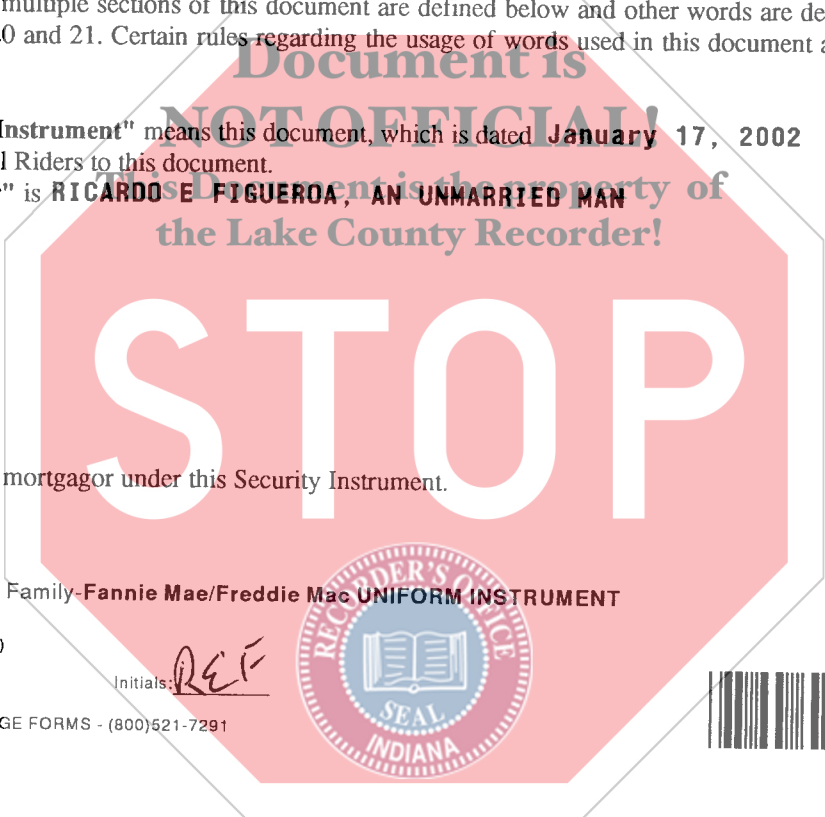 multiple sections of this document are defined below and other words are de
0 and 21. Certain rules regarding the usage of words used in this document a
Document is
NOT OFFICIAL!
Instrument" means this document, which is dated January 17, 2002
l Riders to this document.
This Document is the property of
" is RICARDO E FIGUEROA, AN UNMARRIED MAN
the Lake County Recorder!
STOP
mortgagor under this Security Instrument.
Family-Fannie Mae/Freddie Mac UNIFORM INSTRUMENT
)
Initials: REF
GE FORMS - (800)521-7291
RECORDER'S OFFICE
SEAL
INDIANA